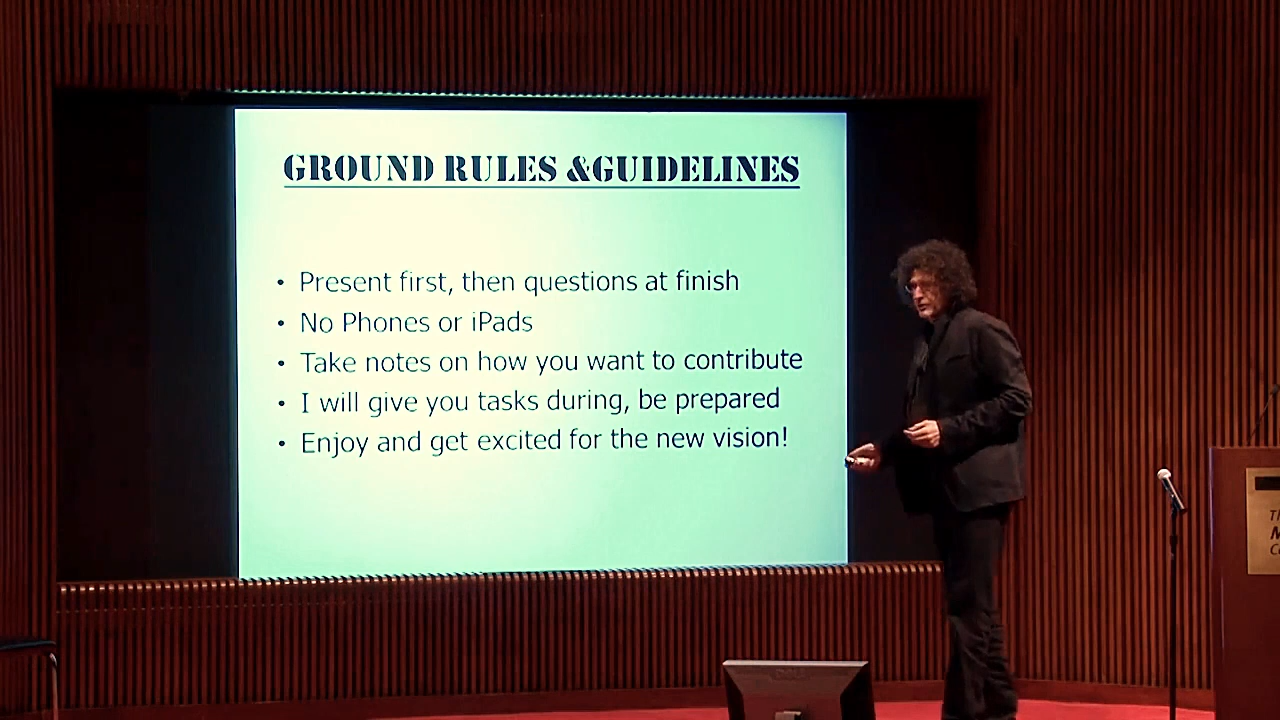 GROUND RULES &GUIDELINES
• Present first, then questions at finish
• No Phones or iPads
• Take notes on how you want to contribute
• I will give you tasks during, be prepared
• Enjoy and get excited for the new vision!